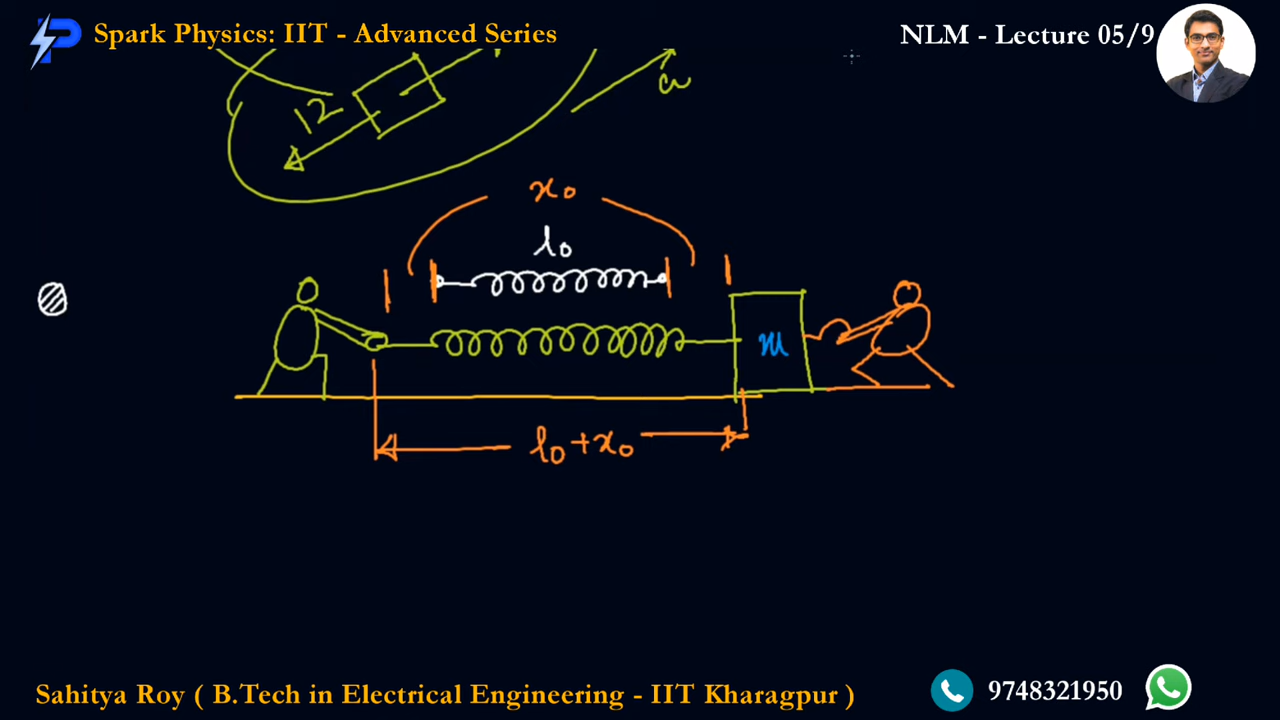 Spark Physics: IIT - Advanced Series
NLM - Lecture 05/9
a
12
x₀
l₀
m
l₀+x₀
Sahitya Roy ( B.Tech in Electrical Engineering - IIT Kharagpur )
9748321950